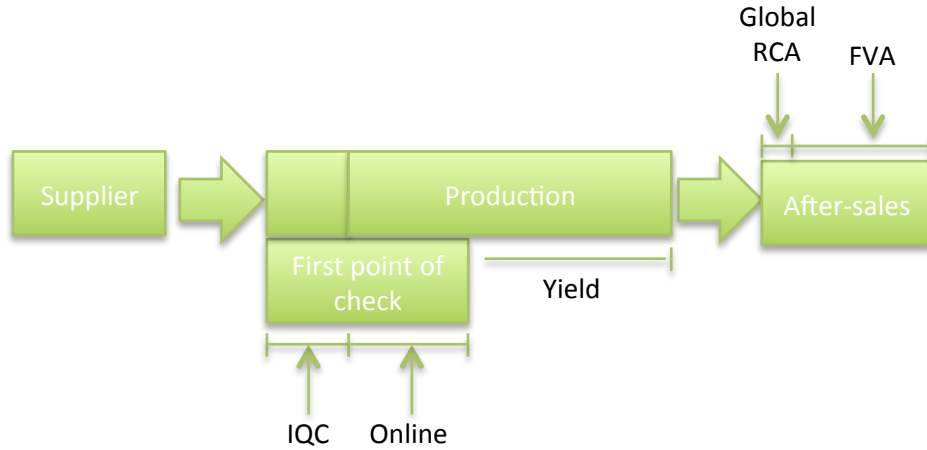 Global
RCA
FVA
Supplier
Production
After-sales
First point of
check
Yield
IQC
Online